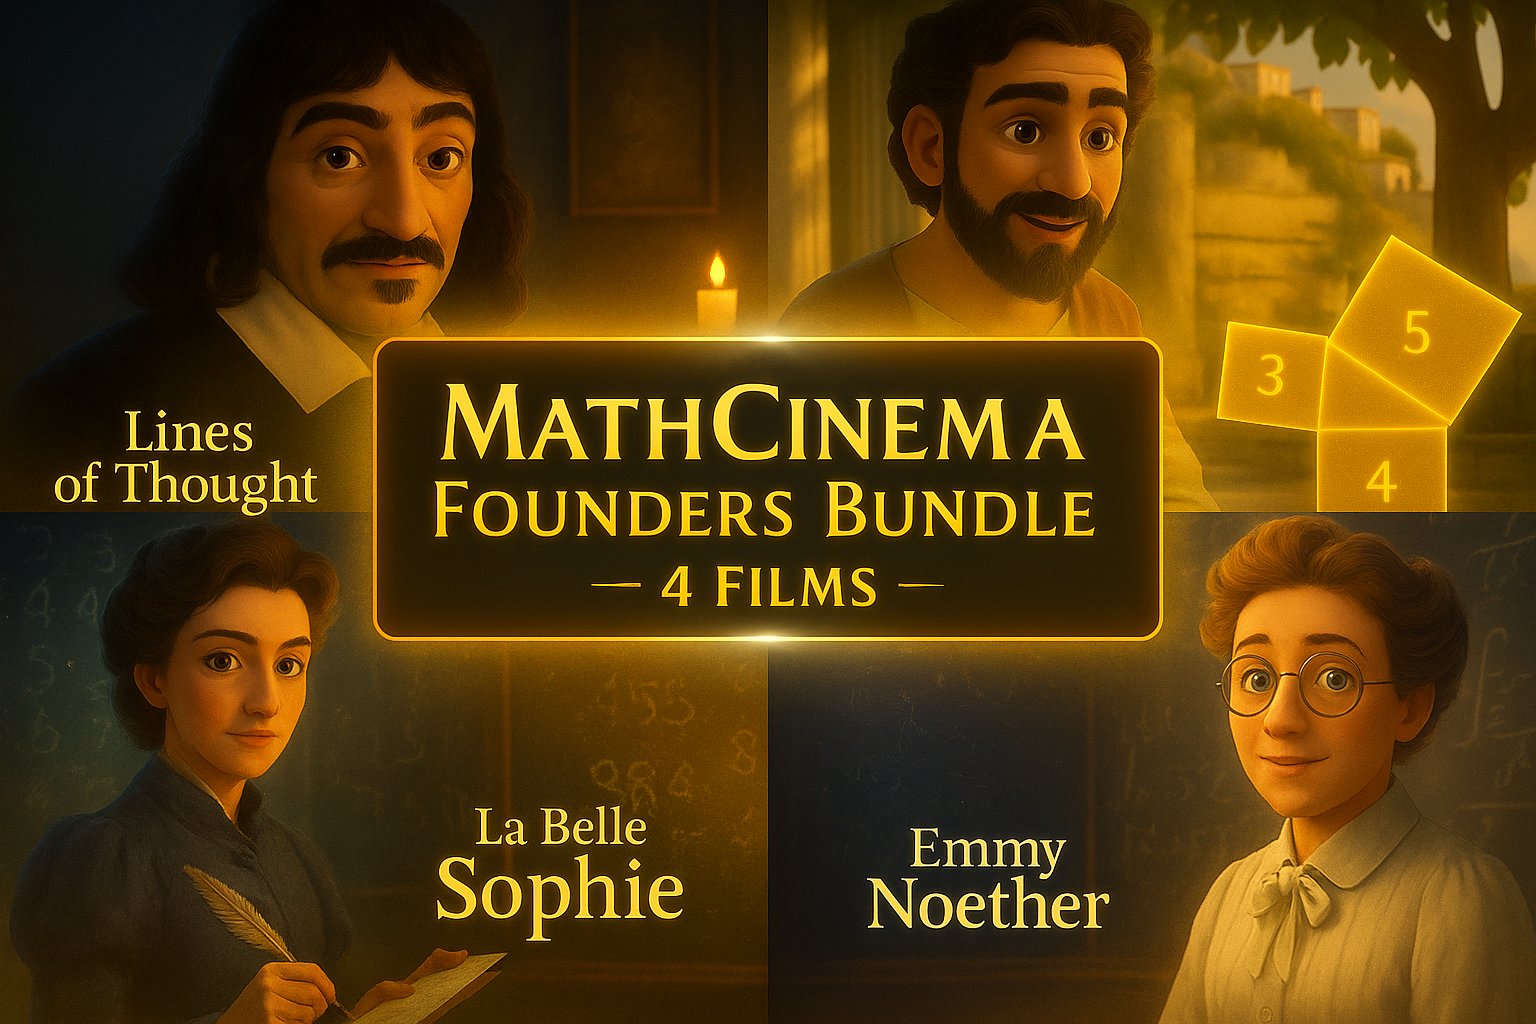 Lines
of Thought
3
5
4
MATHCINEMA
FOUNDERS BUNDLE
— 4 FILMS —
La Belle
Sophie
Emmy
Noether